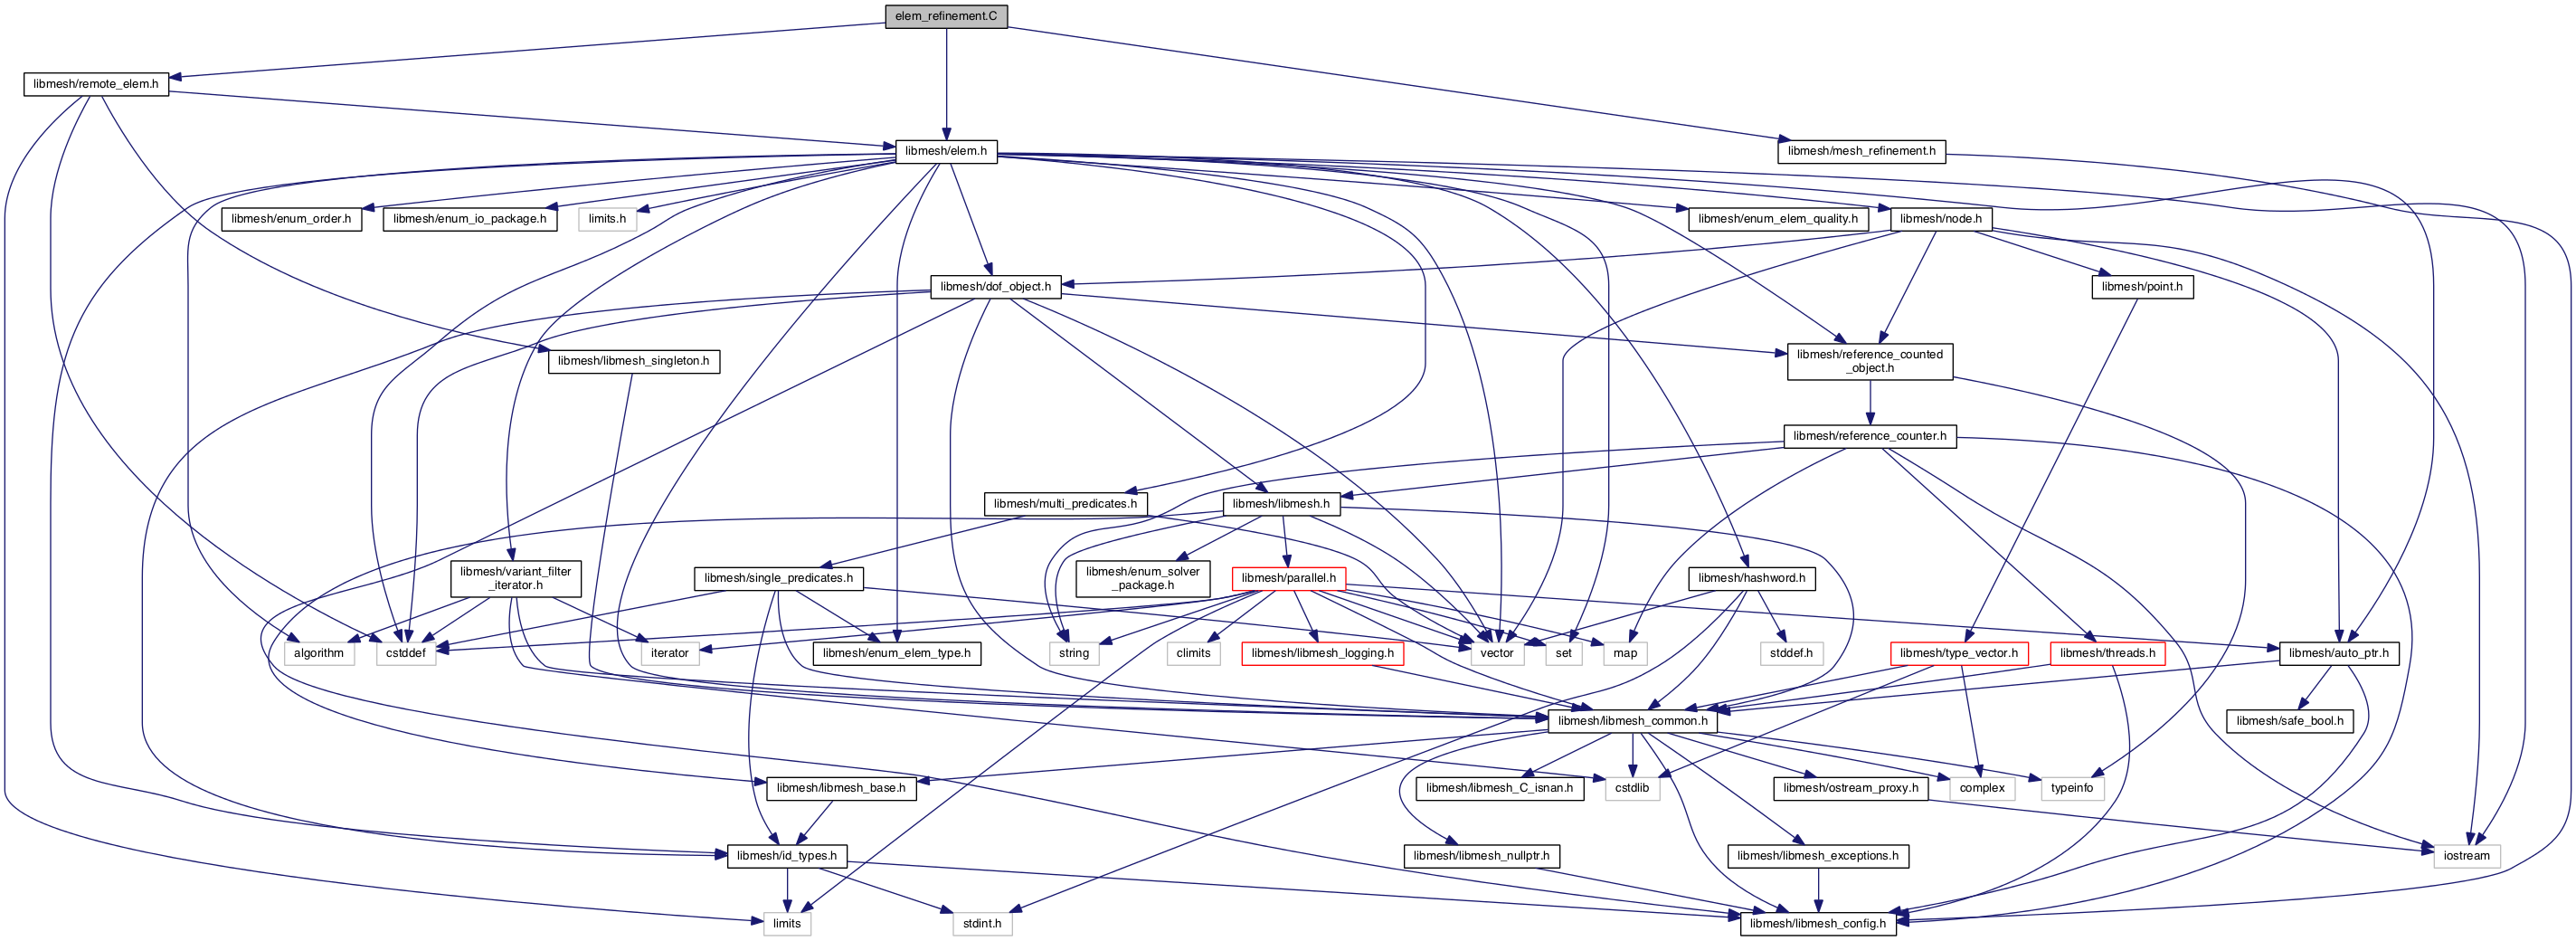 elem_refinement.C
libmesh/remote_elem.h
libmesh/elem.h
libmesh/mesh_refinement.h
libmesh/enum_order.h
libmesh/enum_io_package.h
limits.h
libmesh/enum_elem_quality.h
libmesh/node.h
libmesh/dof_object.h
libmesh/point.h
libmesh/libmesh_singleton.h
libmesh/reference_counted
_object.h
libmesh/reference_counter.h
libmesh/multi_predicates.h
libmesh/libmesh.h
libmesh/variant_filter
_iterator.h
libmesh/single_predicates.h
libmesh/enum_solver
_package.h
libmesh/parallel.h
libmesh/hashword.h
algorithm
cstddef
iterator
libmesh/enum_elem_type.h
string
climits
libmesh/libmesh_logging.h
vector
set
map
stddef.h
libmesh/type_vector.h
libmesh/threads.h
libmesh/auto_ptr.h
libmesh/libmesh_common.h
libmesh/safe_bool.h
libmesh/libmesh_base.h
libmesh/libmesh_C_isnan.h
cstdlib
libmesh/ostream_proxy.h
complex
typeinfo
libmesh/id_types.h
libmesh/libmesh_nullptr.h
libmesh/libmesh_exceptions.h
iostream
limits
stdint.h
libmesh/libmesh_config.h